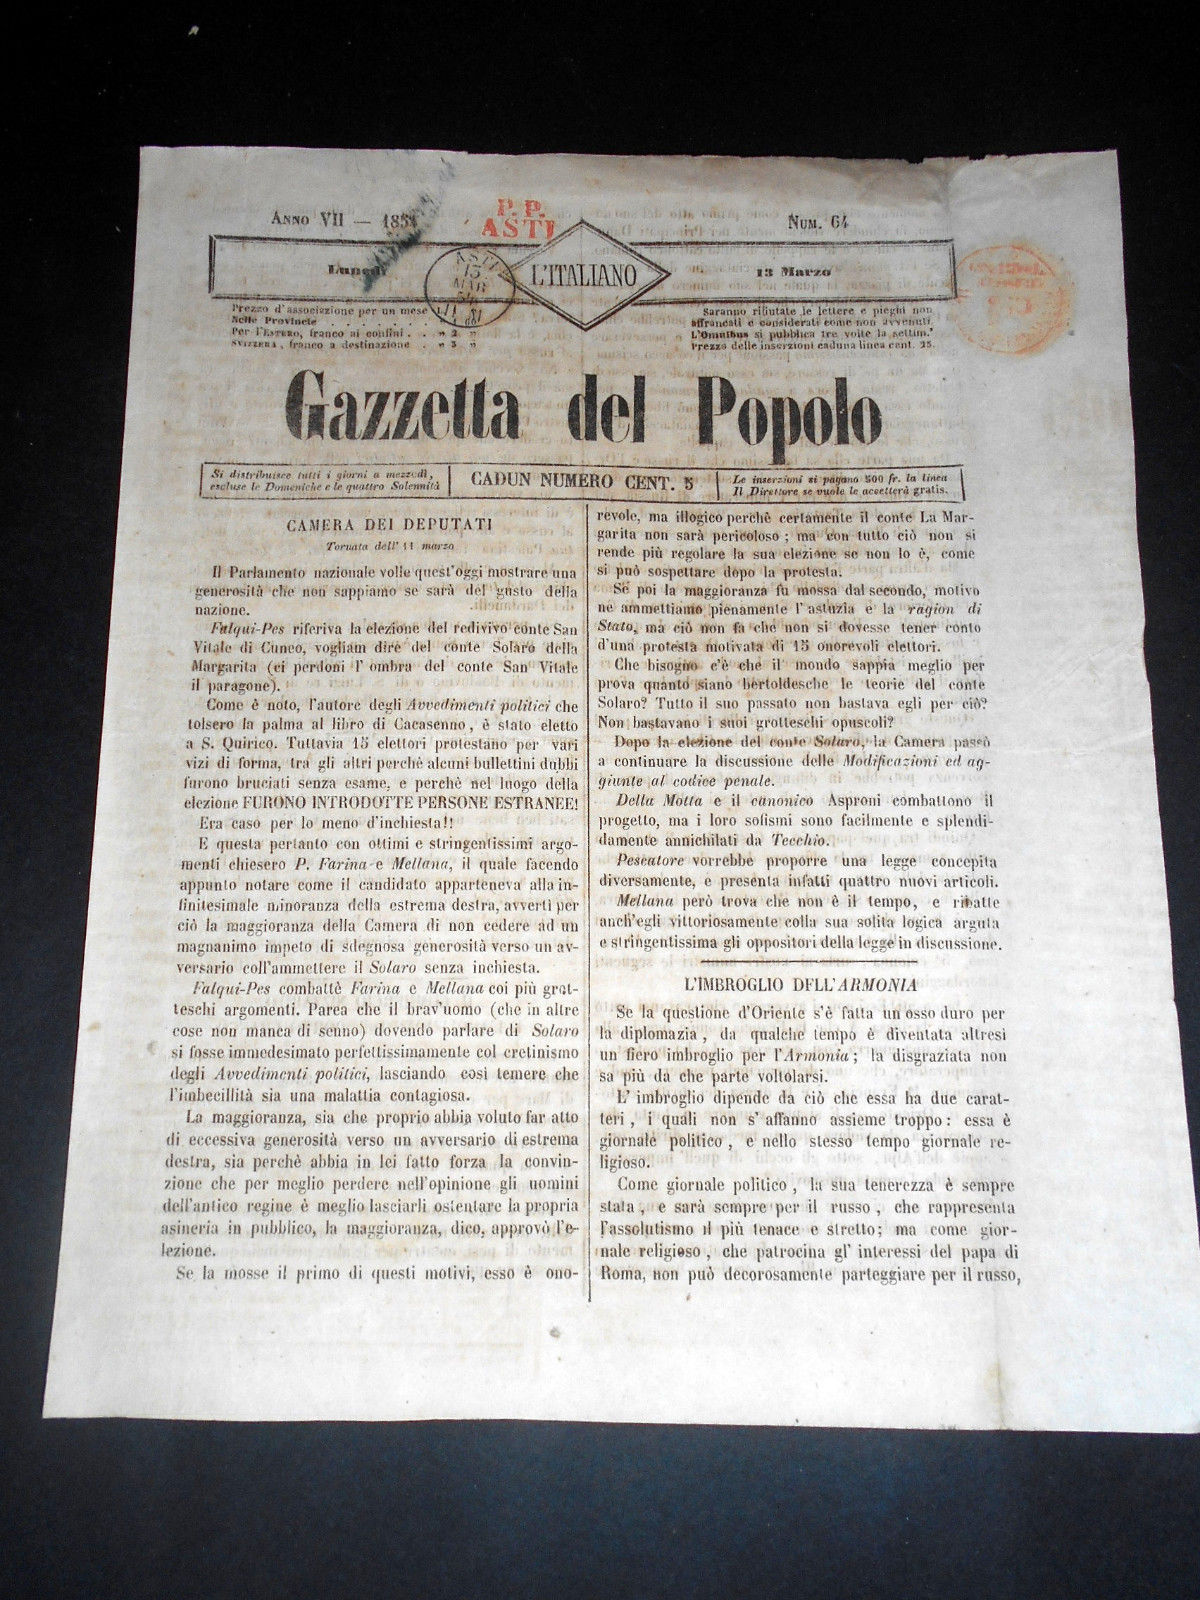 P. P.
ASTI
ANNO VII — 1854
NUM. 64
Lunedì
ASTI
13
MAR
L'ITALIANO
13 Marzo
Prezzo d'associazione per un mese
Nelle Provincie
Per l'ESTERO, franco ai confini . . » 2 »
SVIZZERA, franco a destinazione . . » 3 »
Saranno rifiutate le lettere e pieghi non
affrancati e considerati come non avvenuti.
L'Omnibus si pubblica tre volte la settim.ª
Prezzo delle inserzioni caduna linea cent. 25.
Gazzetta del Popolo
Si distribuisce tutti i giorni a mezzodì,
escluse le Domeniche e le quattro Solennità
CADUN NUMERO CENT. 5
Le inserzioni si pagano 500 fr. la linea
Il Direttore se vuole le accetterà gratis.
CAMERA DEI DEPUTATI
Tornata dell' 11 marzo
Il Parlamento nazionale volle quest'oggi mostrare una
generosità che non sappiamo se sarà del gusto della
nazione.
Falqui-Pes riferiva la elezione del redivivo conte San
Vitale di Cuneo, vogliam dire del conte Solaro della
Margarita (ci perdoni l'ombra del conte San Vitale
il paragone).
Come è noto, l'autore degli Avvedimenti politici che
tolsero la palma al libro di Cacasenno, è stato eletto
a S. Quirico. Tuttavia 15 elettori protestano per vari
vizi di forma, tra gli altri perchè alcuni bullettini dubbi
furono bruciati senza esame, e perchè nel luogo della
elezione FURONO INTRODOTTE PERSONE ESTRANEE!
Era caso per lo meno d'inchiesta!!
E questa pertanto con ottimi e stringentissimi argo-
menti chiesero P. Farina e Mellana, il quale facendo
appunto notare come il candidato apparteneva alla in-
finitesimale minoranza della estrema destra, avvertì per
ciò la maggioranza della Camera di non cedere ad un
magnanimo impeto di sdegnosa generosità verso un av-
versario coll'ammettere il Solaro senza inchiesta.
Falqui-Pes combattè Farina e Mellana coi più grot-
teschi argomenti. Parea che il brav'uomo (che in altre
cose non manca di senno) dovendo parlare di Solaro
si fosse immedesimato perfettissimamente col cretinismo
degli Avvedimenti politici, lasciando così temere che
l'imbecillità sia una malattia contagiosa.
La maggioranza, sia che proprio abbia voluto far atto
di eccessiva generosità verso un avversario di estrema
destra, sia perchè abbia in lei fatto forza la convin-
zione che per meglio perdere nell'opinione gli uomini
dell'antico regine è meglio lasciarli ostentare la propria
asineria in pubblico, la maggioranza, dico, approvò l'e-
lezione.
Se la mosse il primo di questi motivi, esso è ono-
revole, ma illogico perchè certamente il conte La Mar-
garita non sarà pericoloso; ma con tutto ciò non si
rende più regolare la sua elezione se non lo è, come
si può sospettare dopo la protesta.
Se poi la maggioranza fu mossa dal secondo, motivo
ne ammettiamo pienamente l'astuzia e la ragion di
Stato, ma ciò non fa che non si dovesse tener conto
d'una protesta motivata di 15 onorevoli elettori.
Che bisogno c'è che il mondo sappia meglio per
prova quanto siano bertoldesche le teorie del conte
Solaro? Tutto il suo passato non bastava egli per ciò?
Non bastavano i suoi grotteschi opuscoli?
Dopo la elezione del conte Solaro, la Camera passò
a continuare la discussione delle Modificazioni ed ag-
giunte al codice penale.
Della Motta e il canonico Asproni combattono il
progetto, ma i loro sofismi sono facilmente e splendi-
damente annichilati da Tecchio.
Pescatore vorrebbe proporre una legge concepita
diversamente, e presenta infatti quattro nuovi articoli.
Mellana però trova che non è il tempo, e ribatte
anch'egli vittoriosamente colla sua solita logica arguta
e stringentissima gli oppositori della legge in discussione.
L'IMBROGLIO DELL'ARMONIA
Se la questione d'Oriente s'è fatta un osso duro per
la diplomazia, da qualche tempo è diventata altresì
un fiero imbroglio per l'Armonia; la disgraziata non
sa più da che parte voltolarsi.
L'imbroglio dipende da ciò che essa ha due carat-
teri, i quali non s'affanno assieme troppo: essa è
giornale politico, e nello stesso tempo giornale re-
ligioso.
Come giornale politico, la sua tenerezza è sempre
stata, e sarà sempre per il russo, che rappresenta
l'assolutismo il più tenace e stretto; ma come gior-
nale religioso, che patrocina gl'interessi del papa di
Roma, non può decorosamente parteggiare per il russo,